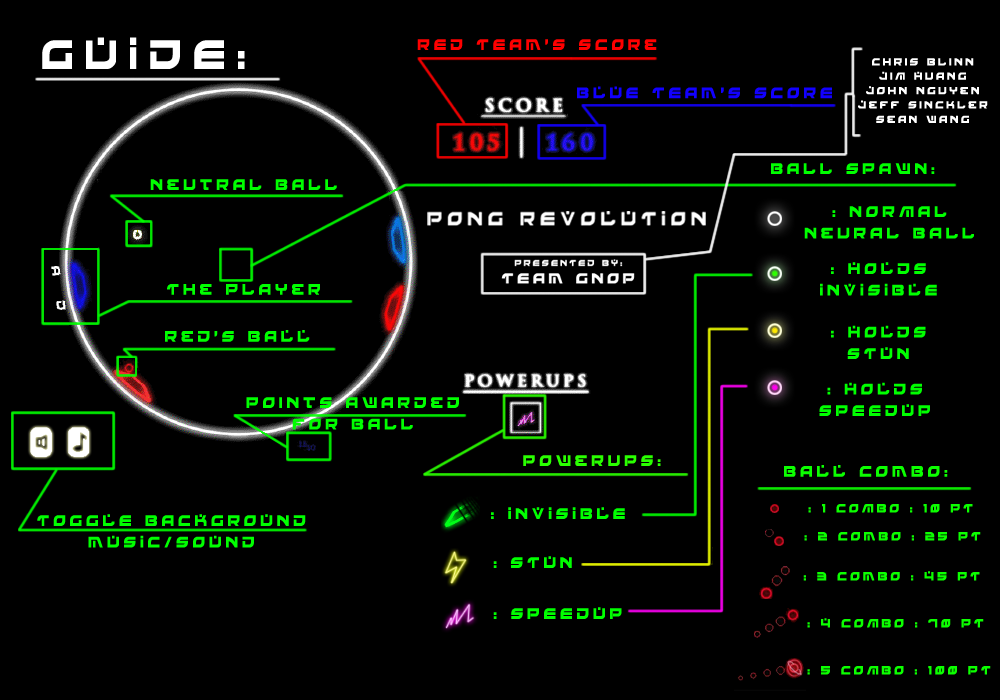 GUIDE:
RED TEAM'S SCORE
BLUE TEAM'S SCORE
SCORE
105 | 160
CHRIS BLINN
JIM HUANG
JOHN NGUYEN
JEFF SINCKLER
SEAN WANG
NEUTRAL BALL
THE PLAYER
RED'S BALL
POINTS AWARDED
FOR BALL
TOGGLE BACKGROUND
MUSIC/SOUND
PONG REVOLUTION
PRESENTED BY:
TEAM GNOP
POWERUPS
POWERUPS:
: INVISIBLE
: STUN
: SPEEDUP
BALL SPAWN:
: NORMAL
NEURAL BALL
: HOLDS
INVISIBLE
: HOLDS
STUN
: HOLDS
SPEEDUP
BALL COMBO:
: 1 COMBO : 10 PT
: 2 COMBO : 25 PT
: 3 COMBO : 45 PT
: 4 COMBO : 70 PT
: 5 COMBO : 100 PT